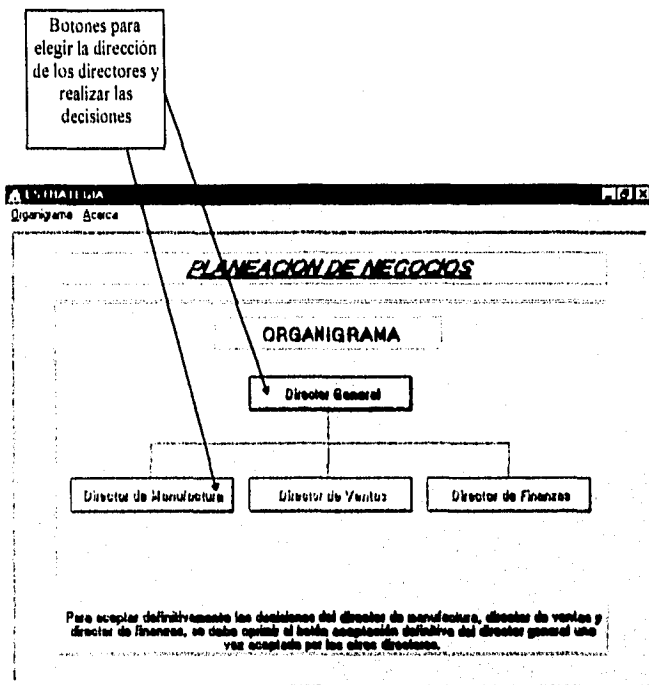 Botones para
elegir la dirección
de los directores y
realizar las
decisiones
ESTRATEGIA
Organigrama Acerca
PLANEACION DE NEGOCIOS
ORGANIGRAMA
Director General
Director de Manufactura Director de Ventas Director de Finanzas
Para aceptar definitivamente las decisiones del director de manufactura, director de ventas y
director de finanzas, se debe oprimir el botón aceptación definitiva del director general una
vez aceptada por los otros directores.